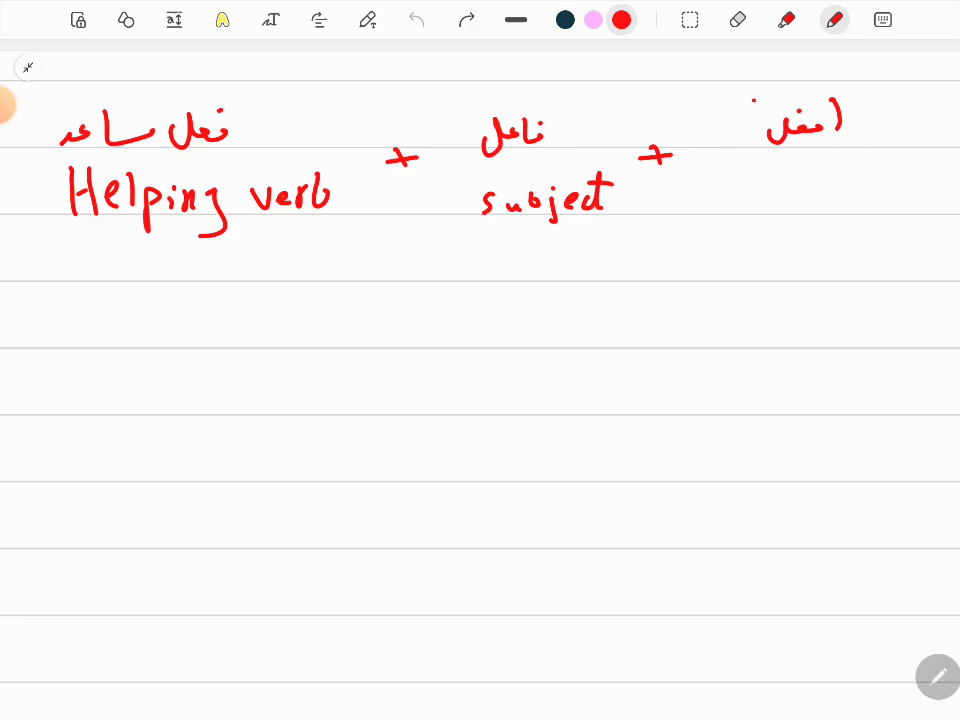 فعل مساعد + فاعل +
Helping verb subject